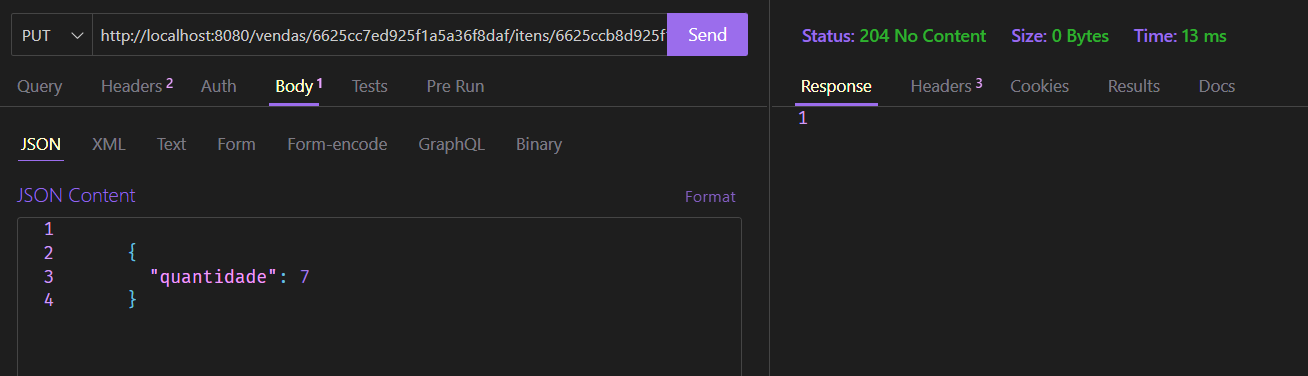 PUT http://localhost:8080/vendas/6625cc7ed925f1a5a36f8daf/itens/6625ccb8d925f Send
Status: 204 No Content Size: 0 Bytes Time: 13 ms
Query Headers 2 Auth Body 1 Tests Pre Run
Response Headers 3 Cookies Results Docs
1
JSON XML Text Form Form-encode GraphQL Binary
JSON Content Format
1
2 {
3 "quantidade": 7
4 }